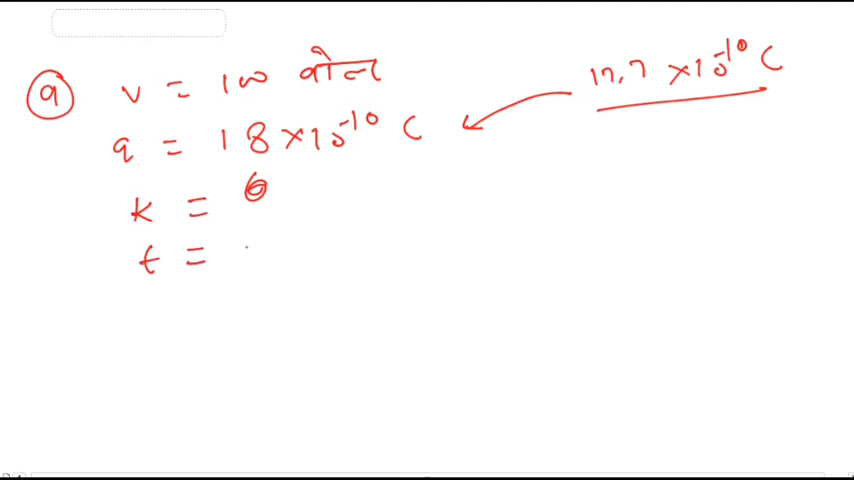 9 v = 100 वोल्ट
17.7 × 10⁻¹⁰ C
q = 18 × 10⁻¹⁰ C
k = 6
t =